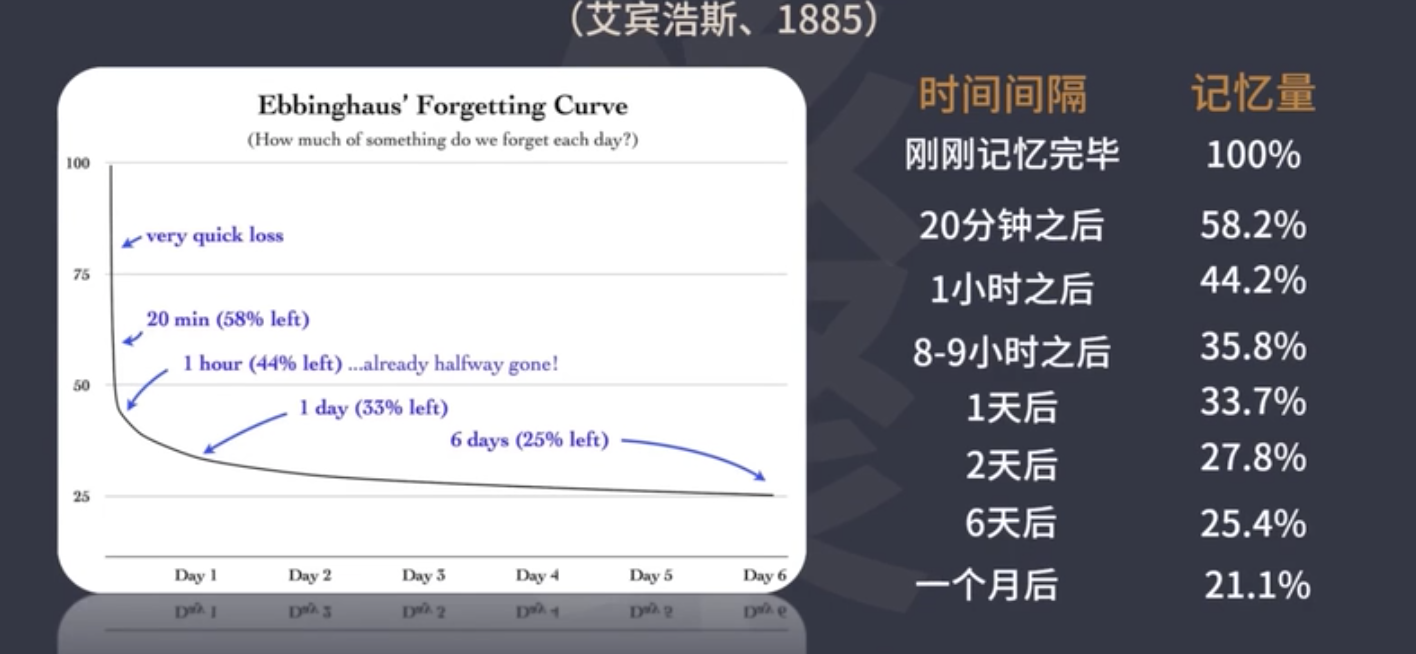 （艾宾浩斯、1885）
Ebbinghaus' Forgetting Curve
(How much of something do we forget each day?)
100
very quick loss
75
20 min (58% left)
1 hour (44% left) ...already halfway gone!
50
1 day (33% left)
6 days (25% left)
25
Day 1 Day 2 Day 3 Day 4 Day 5 Day 6
时间间隔 记忆量
刚刚记忆完毕 100%
20分钟之后 58.2%
1小时之后 44.2%
8-9小时之后 35.8%
1天后 33.7%
2天后 27.8%
6天后 25.4%
一个月后 21.1%